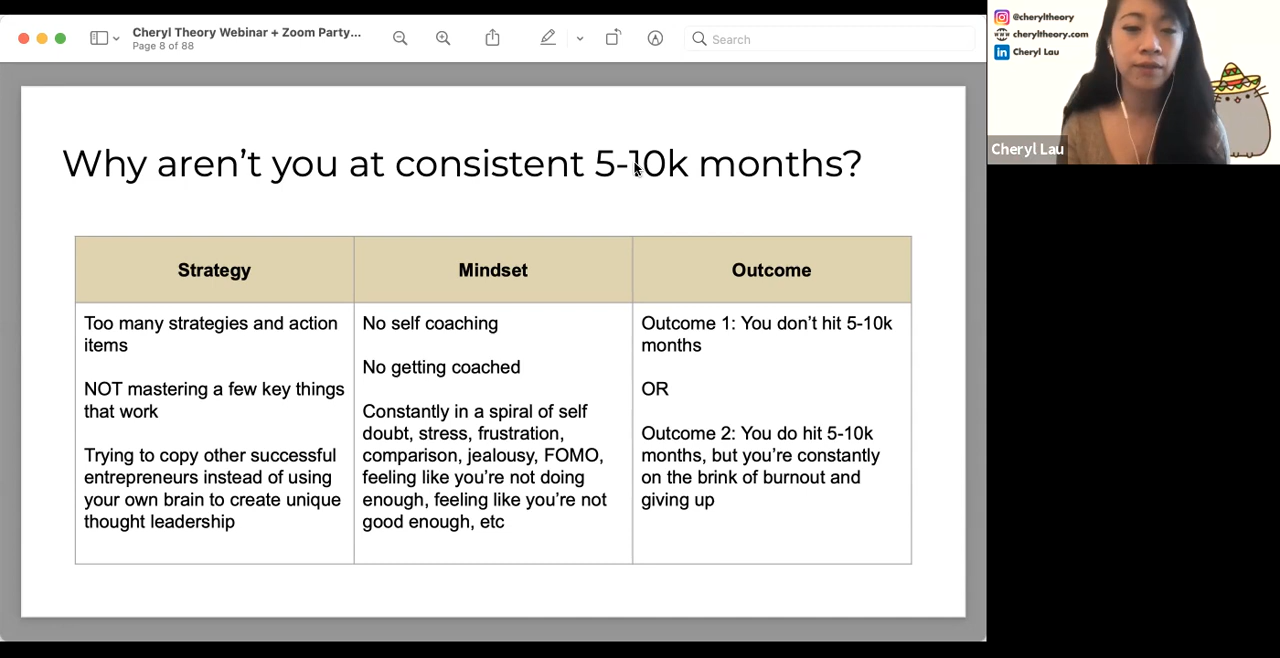 Cheryl Theory Webinar + Zoom Party...
Page 8 of 88
Search
@cheryltheory
cheryltheory.com
in Cheryl Lau
Cheryl Lau
Why aren’t you at consistent 5-10k months?
Strategy
Mindset
Outcome
Too many strategies and action
items
NOT mastering a few key things
that work
Trying to copy other successful
entrepreneurs instead of using
your own brain to create unique
thought leadership
No self coaching
No getting coached
Constantly in a spiral of self
doubt, stress, frustration,
comparison, jealousy, FOMO,
feeling like you’re not doing
enough, feeling like you’re not
good enough, etc
Outcome 1: You don’t hit 5-10k
months
OR
Outcome 2: You do hit 5-10k
months, but you’re constantly
on the brink of burnout and
giving up